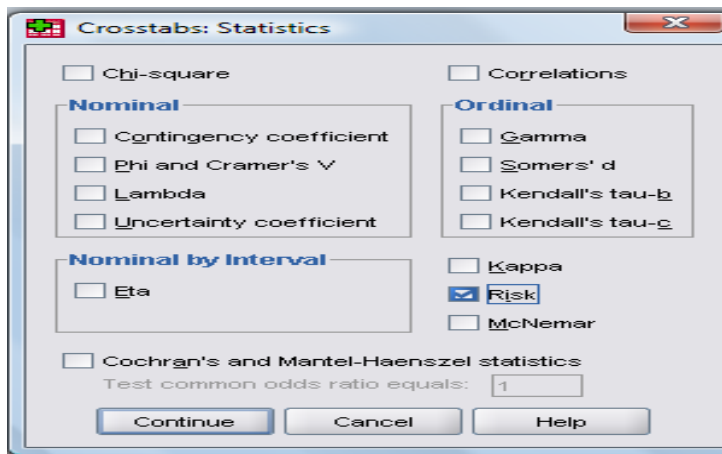 Crosstabs: Statistics
Chi-square
Correlations
Nominal
Contingency coefficient
Phi and Cramer's V
Lambda
Uncertainty coefficient
Ordinal
Gamma
Somers' d
Kendall's tau-b
Kendall's tau-c
Nominal by Interval
Eta
Kappa
Risk
McNemar
Cochran's and Mantel-Haenszel statistics
Test common odds ratio equals: 1
Continue Cancel Help